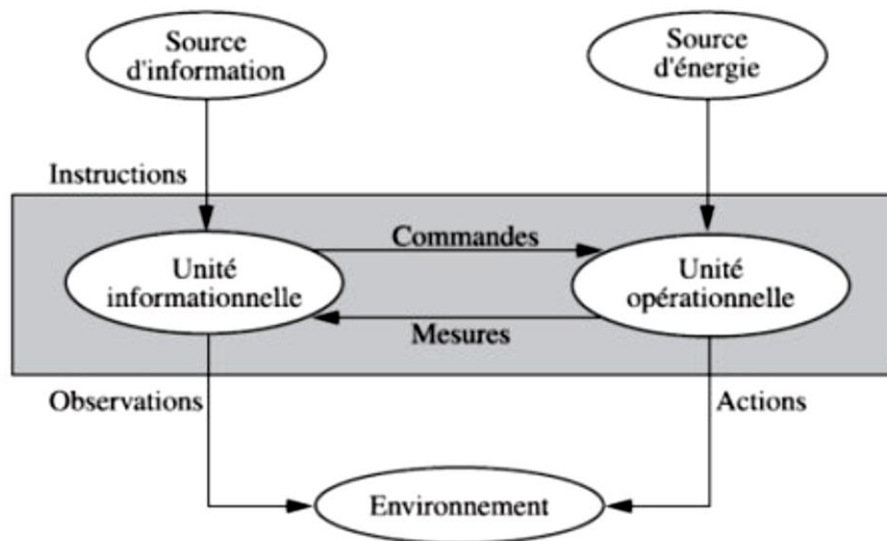 Source
d'information
Source
d'énergie
Instructions
Commandes
Unité
informationnelle
Unité
opérationnelle
Mesures
Observations
Actions
Environnement